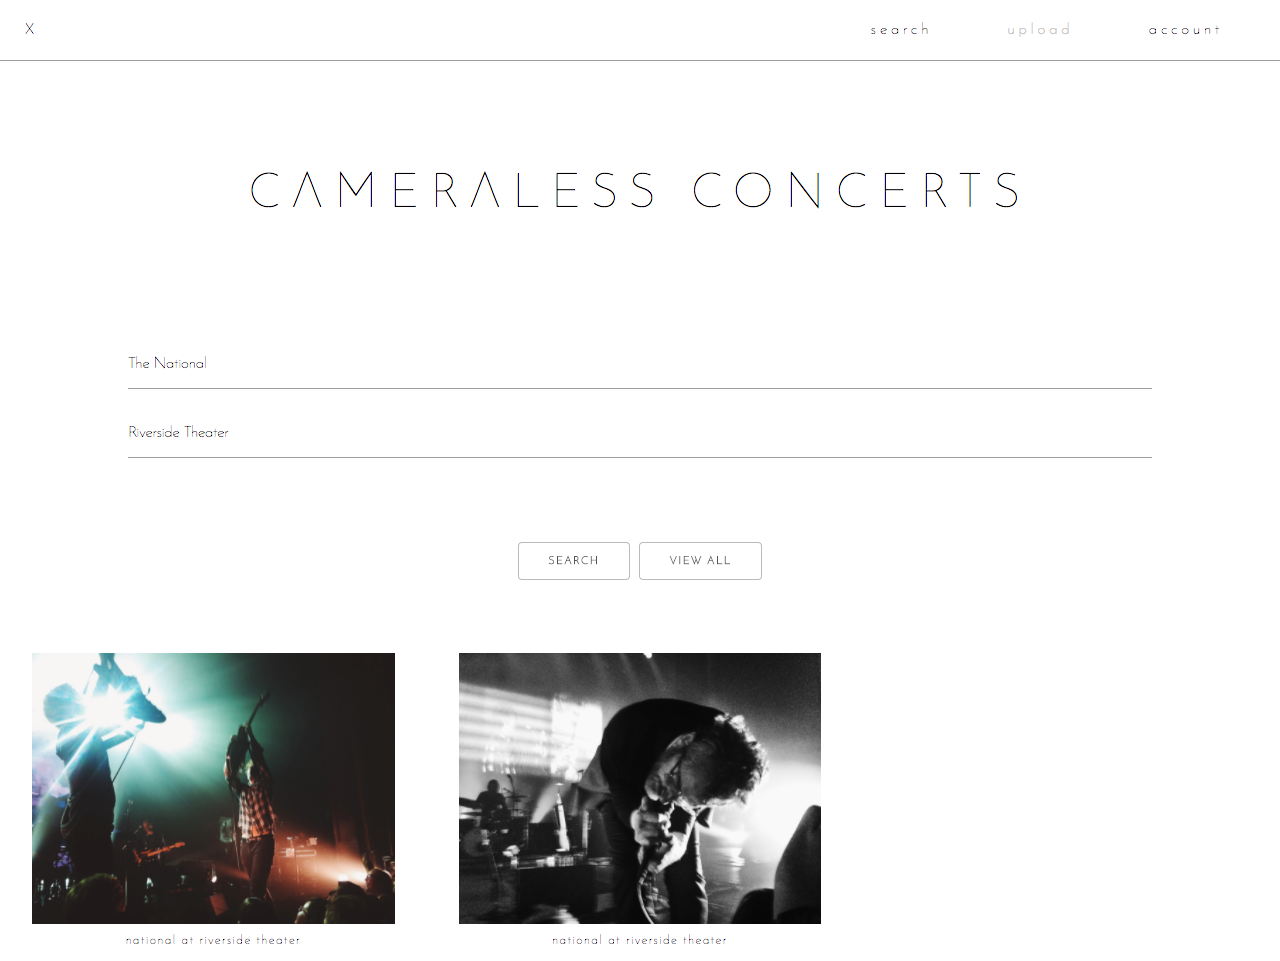 X search upload account
CAMERALESS CONCERTS
The National
Riverside Theater
SEARCH VIEW ALL
national at riverside theater national at riverside theater